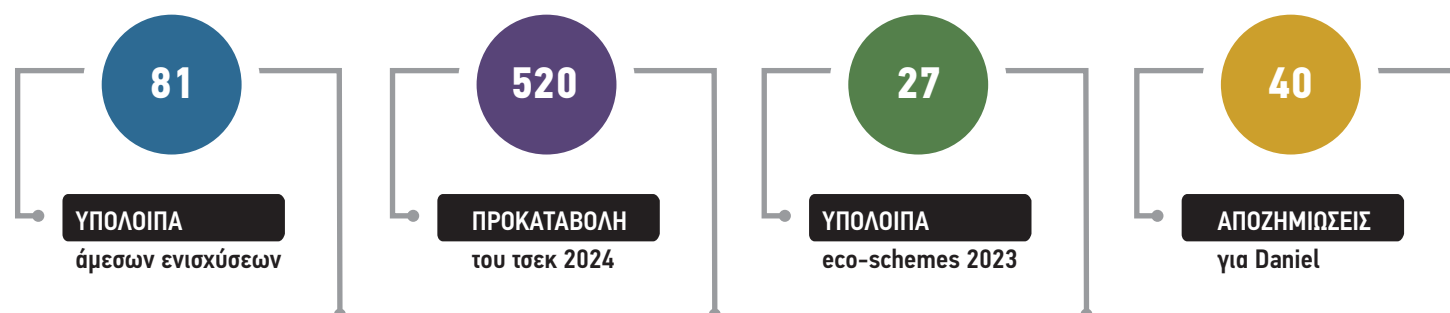 81
ΥΠΟΛΟΙΠΑ
άμεσων ενισχύσεων
520
ΠΡΟΚΑΤΑΒΟΛΗ
του τσεκ 2024
27
ΥΠΟΛΟΙΠΑ
eco-schemes 2023
40
ΑΠΟΖΗΜΙΩΣΕΙΣ
για Daniel